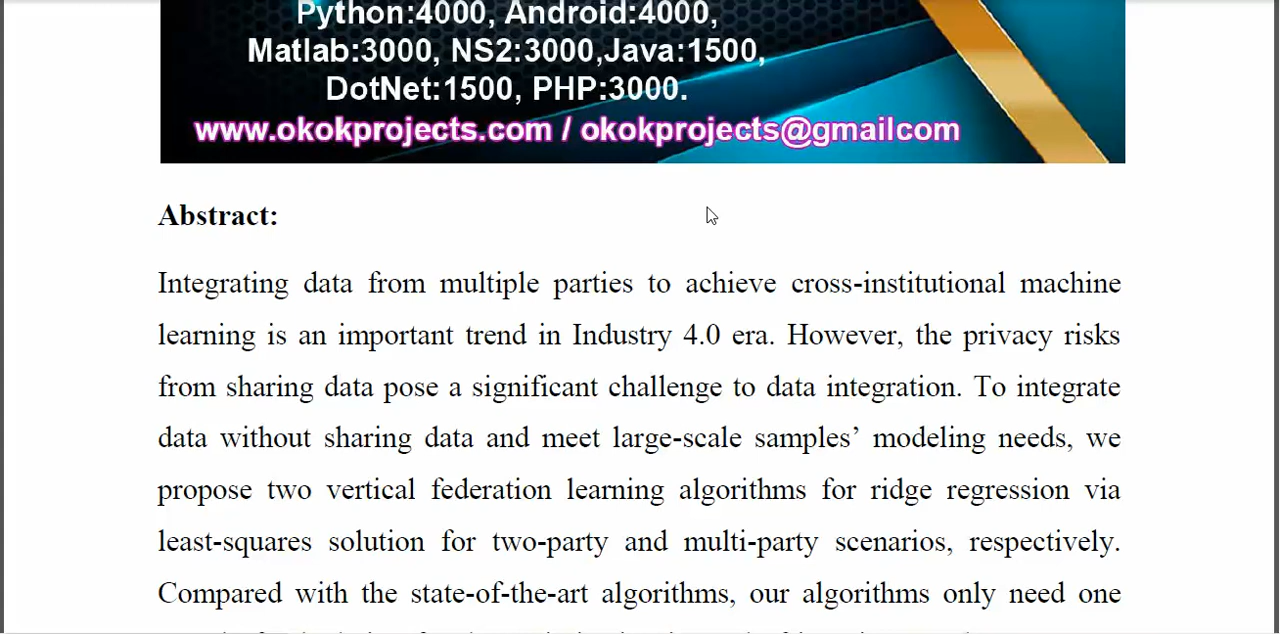 Python:4000, Android:4000,
Matlab:3000, NS2:3000,Java:1500,
DotNet:1500, PHP:3000.
www.okokprojects.com / okokprojects@gmailcom
Abstract:
Integrating data from multiple parties to achieve cross-institutional machine
learning is an important trend in Industry 4.0 era. However, the privacy risks
from sharing data pose a significant challenge to data integration. To integrate
data without sharing data and meet large-scale samples’ modeling needs, we
propose two vertical federation learning algorithms for ridge regression via
least-squares solution for two-party and multi-party scenarios, respectively.
Compared with the state-of-the-art algorithms, our algorithms only need one